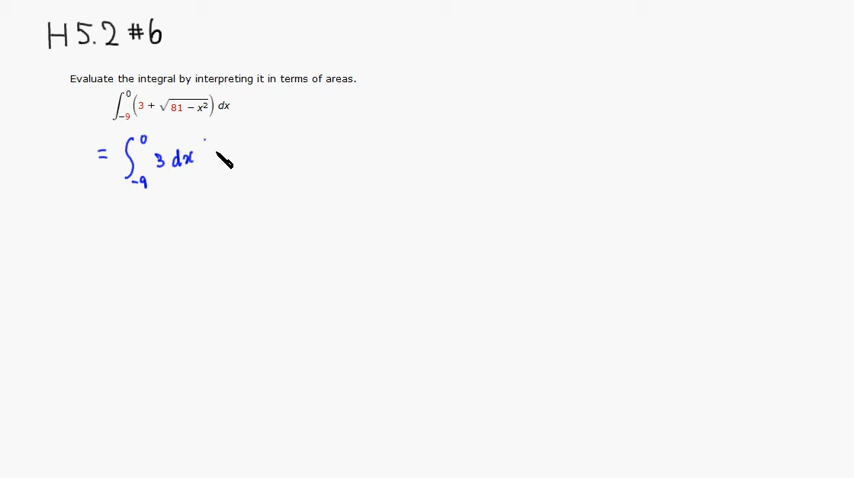 H 5.2 #6
Evaluate the integral by interpreting it in terms of areas.
∫_{-9}^{0} (3 + √(81 − x²)) dx
= ∫_{-9}^{0} 3 dx